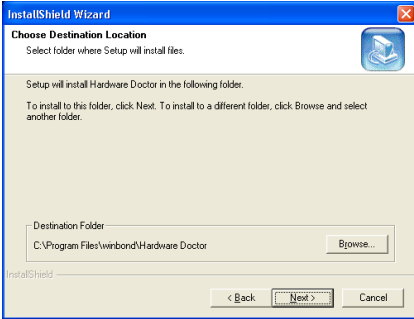 InstallShield Wizard
Choose Destination Location
Select folder where Setup will install files.
Setup will install Hardware Doctor in the following folder.
To install to this folder, click Next. To install to a different folder, click Browse and select
another folder.
Destination Folder
C:\Program Files\winbond\Hardware Doctor
Browse...
InstallShield
< Back
Next >
Cancel